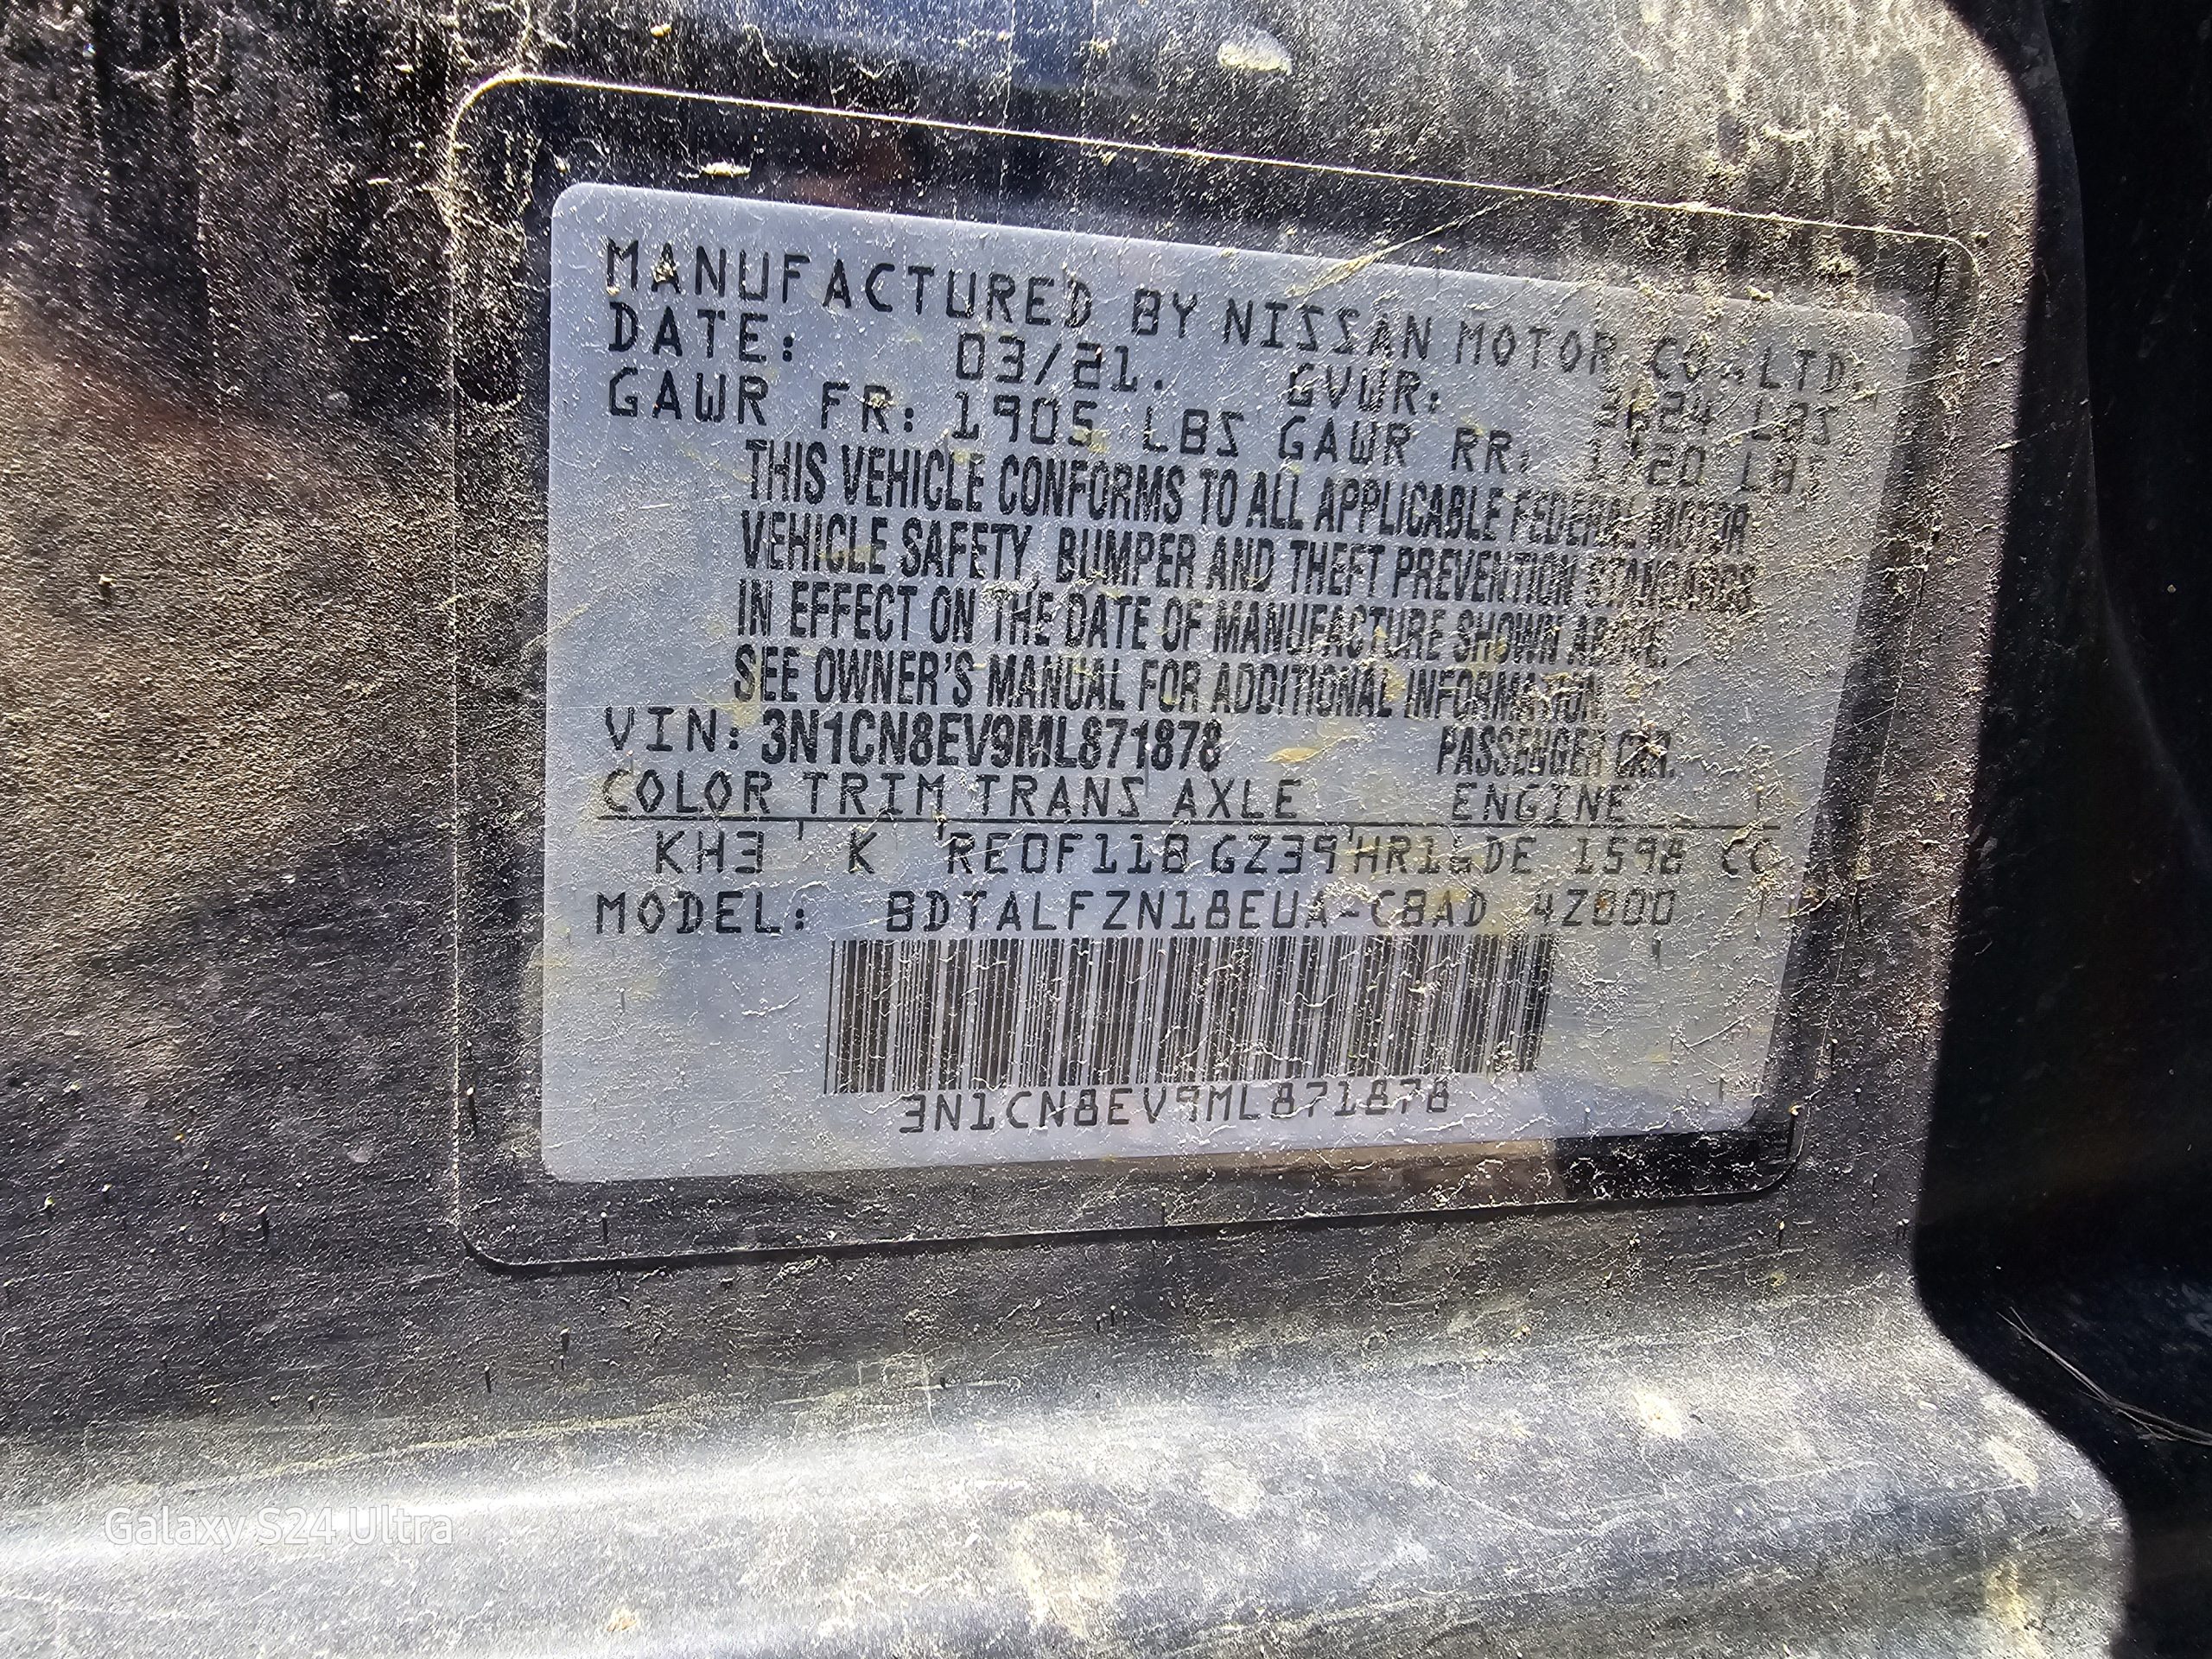 MANUFACTURED BY NISSAN MOTOR CO.,LTD.
DATE: 03/21. GVWR: 3624 LBS
GAWR FR: 1905 LBS GAWR RR: 1720 LBS
THIS VEHICLE CONFORMS TO ALL APPLICABLE FEDERAL MOTOR
VEHICLE SAFETY, BUMPER AND THEFT PREVENTION STANDARDS
IN EFFECT ON THE DATE OF MANUFACTURE SHOWN ABOVE.
SEE OWNER'S MANUAL FOR ADDITIONAL INFORMATION.
VIN: 3N1CN8EV9ML871878 PASSENGER CAR.
COLOR TRIM TRANS AXLE ENGINE
KH3 K RE0F11B GZ39 HR16DE 1598 CC
MODEL: BDTALFZN18EUA-CBAD 4Z000
3N1CN8EV9ML871878
Galaxy S24 Ultra